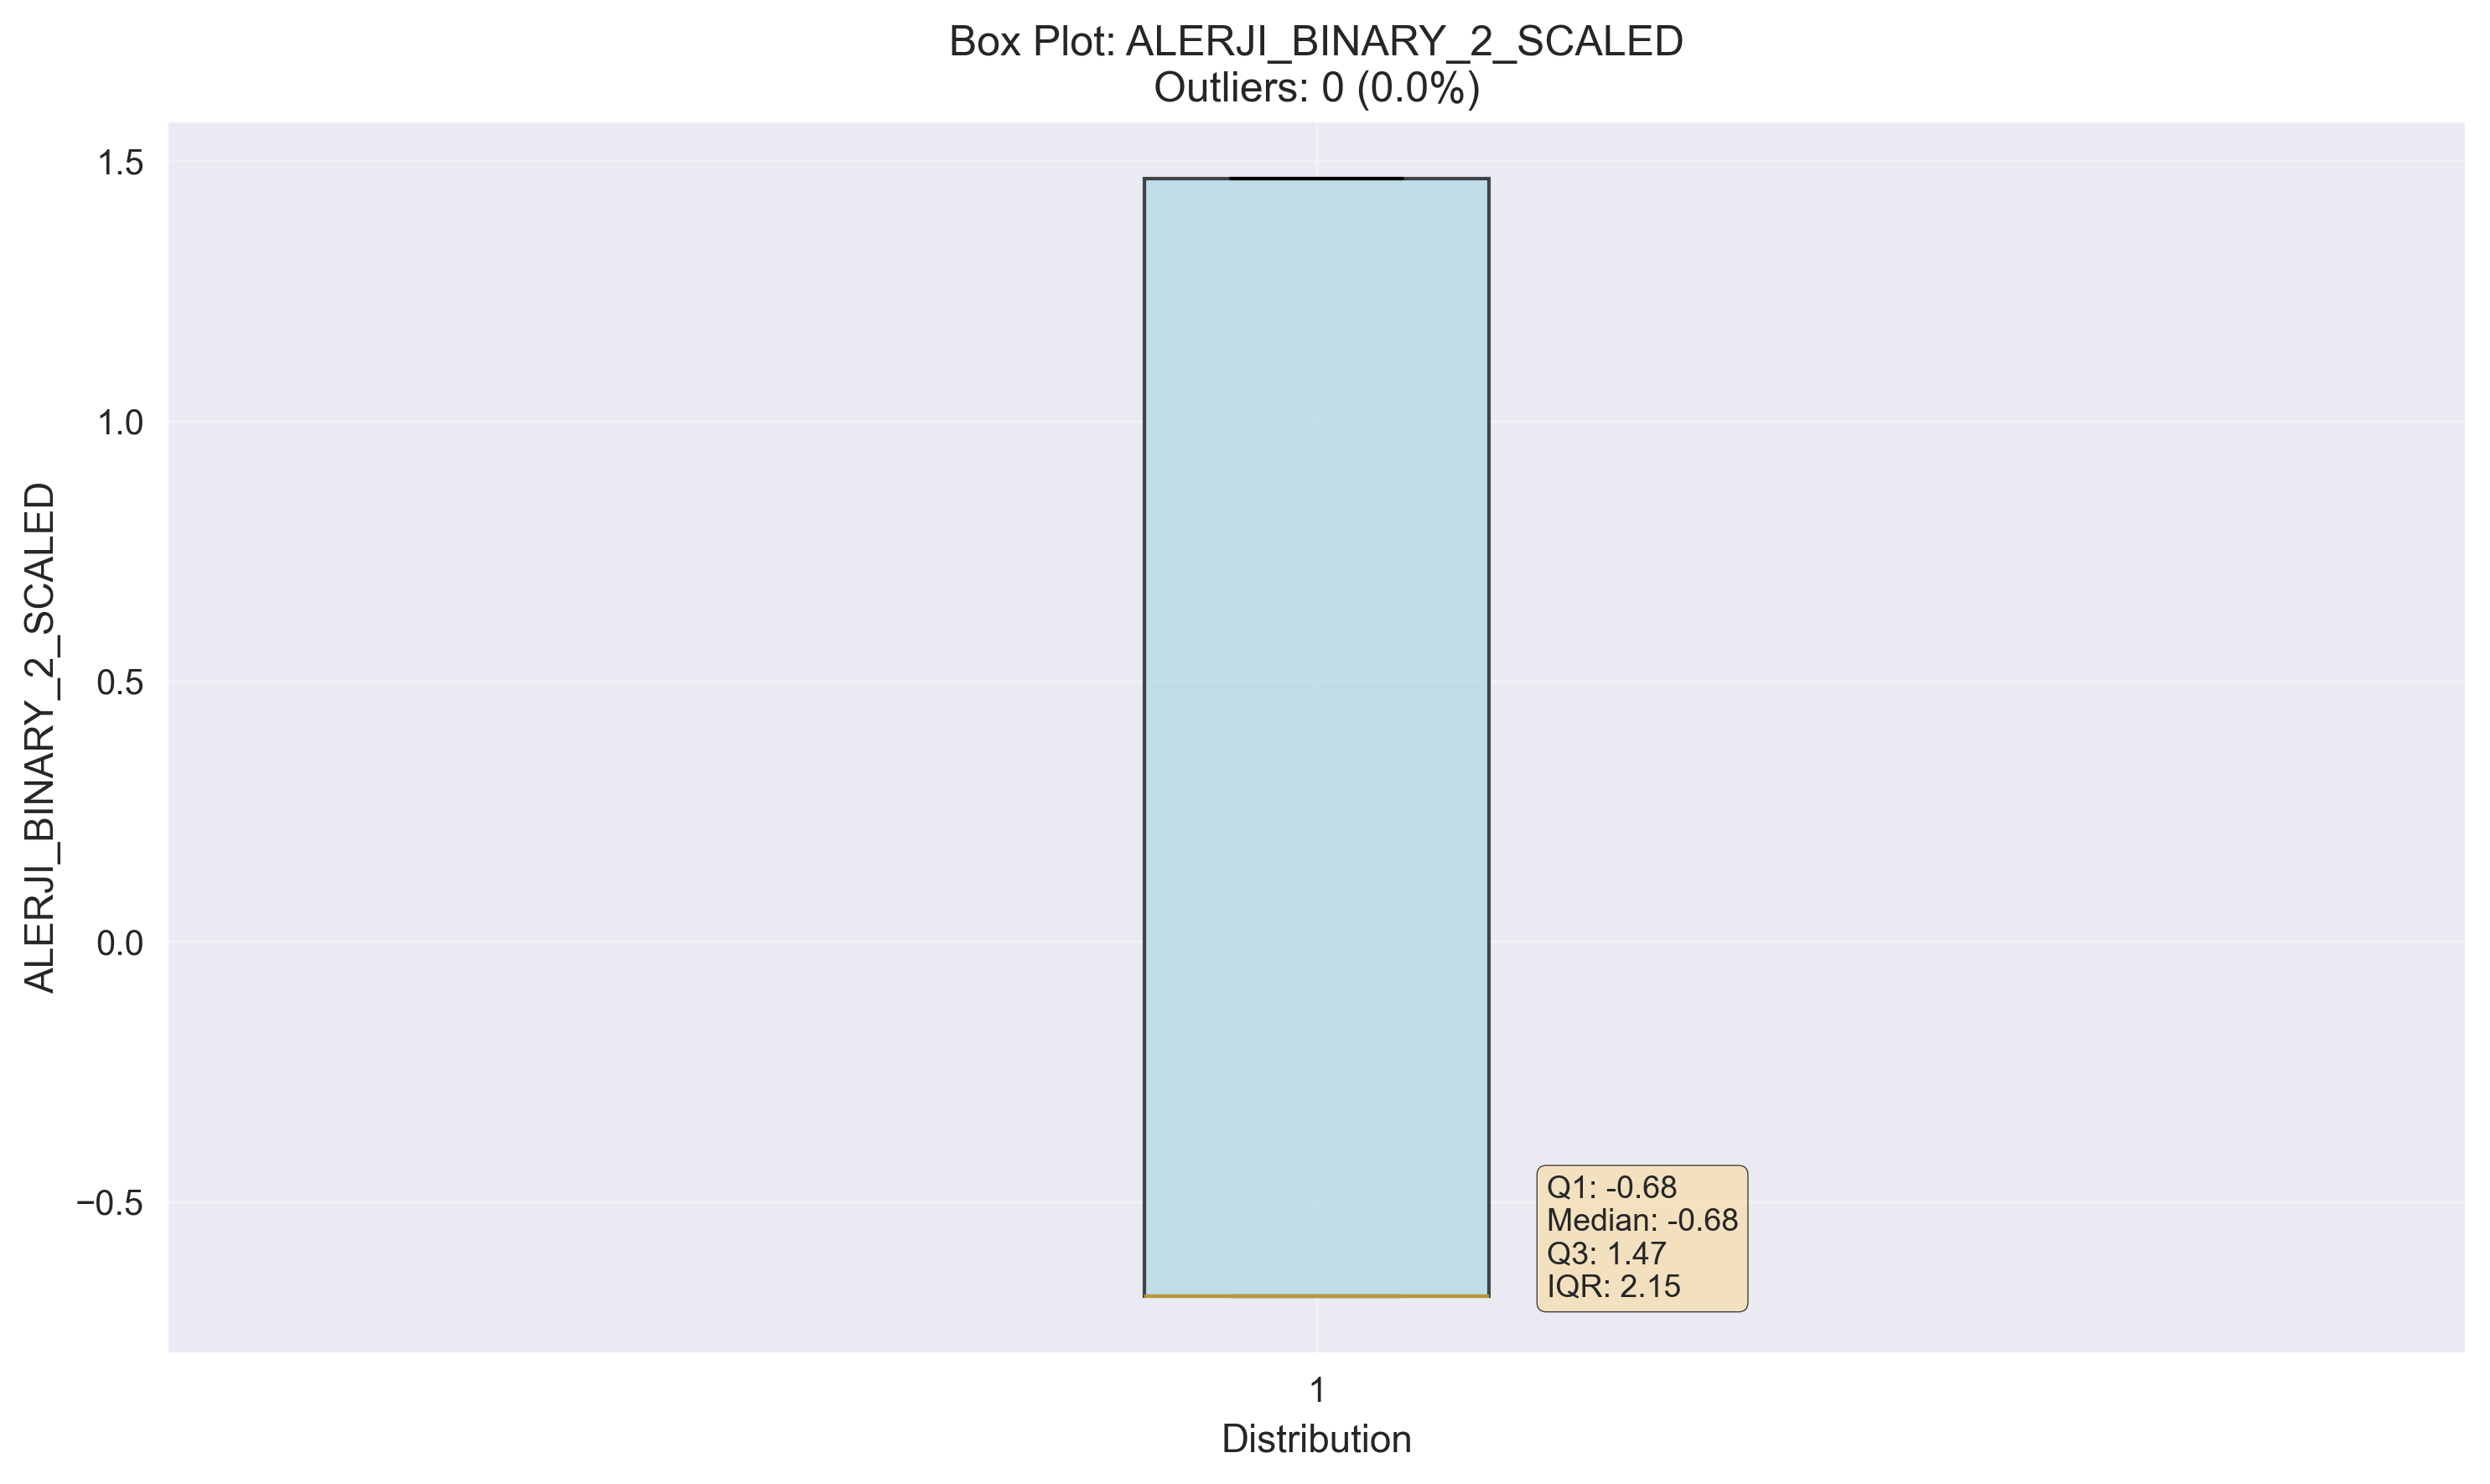 Box Plot: ALERJI_BINARY_2_SCALED
Outliers: 0 (0.0%)
1.5
1.0
0.5
0.0
−0.5
ALERJI_BINARY_2_SCALED
Q1: -0.68
Median: -0.68
Q3: 1.47
IQR: 2.15
1
Distribution